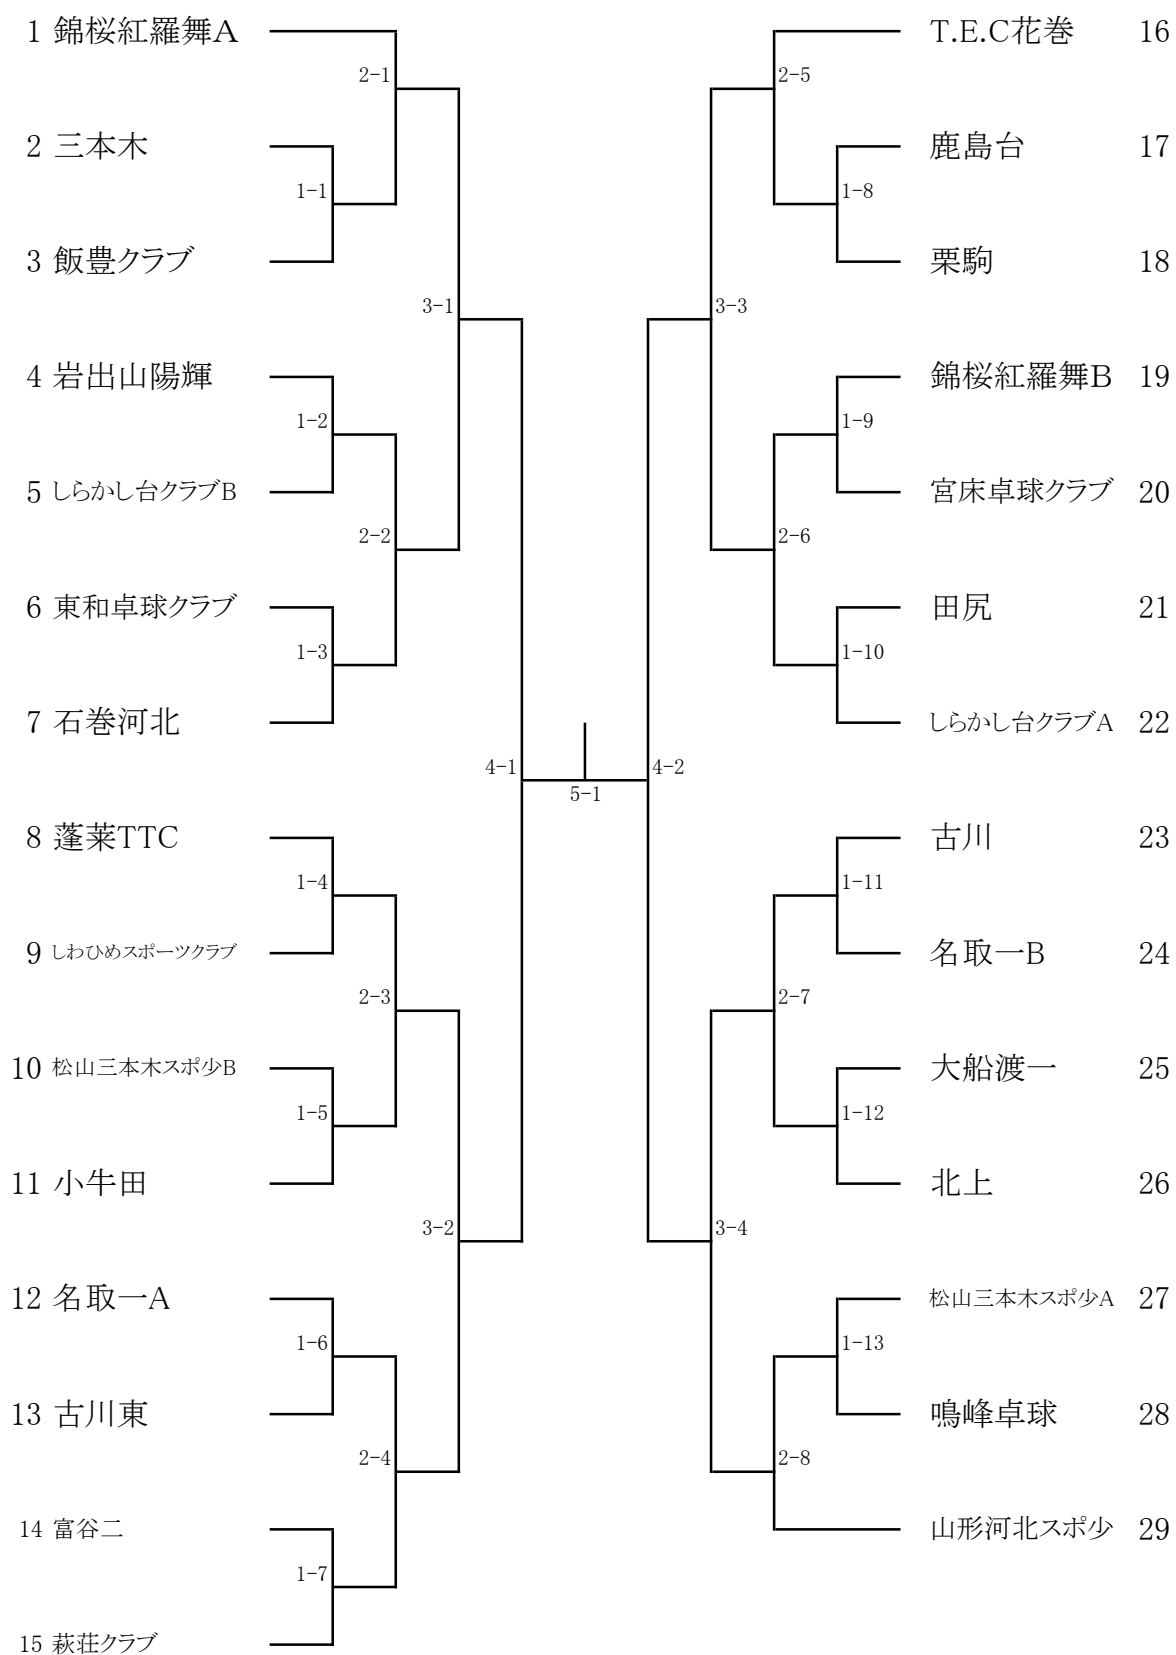 1 錦桜紅羅舞A
2-1
2 三本木
1-1
3 飯豊クラブ
3-1
4 岩出山陽輝
1-2
5 しらかし台クラブB
2-2
6 東和卓球クラブ
1-3
7 石巻河北
4-1
8 蓬莱TTC
1-4
9 しわひめスポーツクラブ
2-3
10 松山三本木スポ少B
1-5
11 小牛田
3-2
12 名取一A
1-6
13 古川東
2-4
14 富谷二
1-7
15 萩荘クラブ
5-1
T.E.C花巻 16
2-5
鹿島台 17
1-8
栗駒 18
3-3
錦桜紅羅舞B 19
1-9
宮床卓球クラブ 20
2-6
田尻 21
1-10
しらかし台クラブA 22
4-2
古川 23
1-11
名取一B 24
2-7
大船渡一 25
1-12
北上 26
3-4
松山三本木スポ少A 27
1-13
鳴峰卓球 28
2-8
山形河北スポ少 29